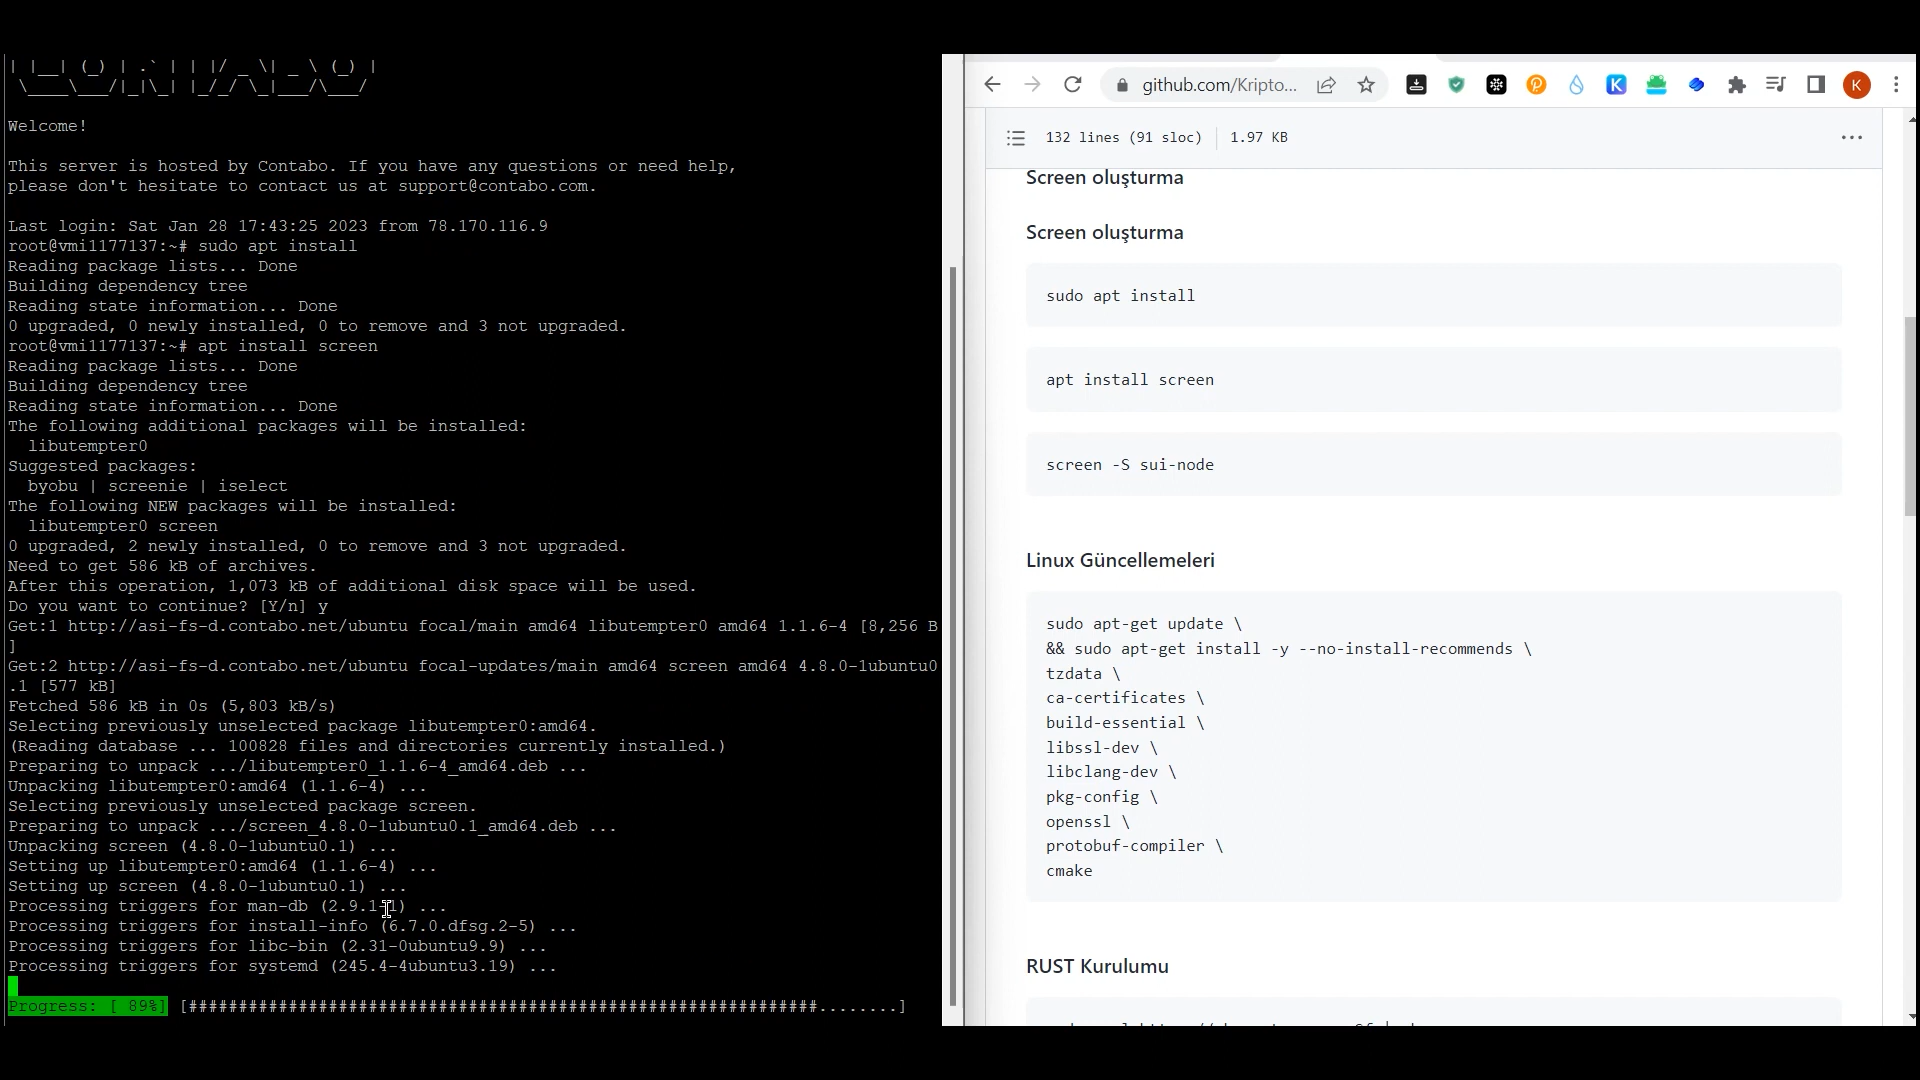 | |__| (_) | .` | | |/ _ \| _ \ (_) |
\____\___/|_|\_| |_/_/ \_|___/\___/
Welcome!
This server is hosted by Contabo. If you have any questions or need help,
please don't hesitate to contact us at support@contabo.com.
Last login: Sat Jan 28 17:43:25 2023 from 78.170.116.9
root@vmi1177137:~# sudo apt install
Reading package lists... Done
Building dependency tree
Reading state information... Done
0 upgraded, 0 newly installed, 0 to remove and 3 not upgraded.
root@vmi1177137:~# apt install screen
Reading package lists... Done
Building dependency tree
Reading state information... Done
The following additional packages will be installed:
libutempter0
Suggested packages:
byobu | screenie | iselect
The following NEW packages will be installed:
libutempter0 screen
0 upgraded, 2 newly installed, 0 to remove and 3 not upgraded.
Need to get 586 kB of archives.
After this operation, 1,073 kB of additional disk space will be used.
Do you want to continue? [Y/n] y
Get:1 http://asi-fs-d.contabo.net/ubuntu focal/main amd64 libutempter0 amd64 1.1.6-4 [8,256 B
]
Get:2 http://asi-fs-d.contabo.net/ubuntu focal-updates/main amd64 screen amd64 4.8.0-1ubuntu0
.1 [577 kB]
Fetched 586 kB in 0s (5,803 kB/s)
Selecting previously unselected package libutempter0:amd64.
(Reading database ... 100828 files and directories currently installed.)
Preparing to unpack .../libutempter0_1.1.6-4_amd64.deb ...
Unpacking libutempter0:amd64 (1.1.6-4) ...
Selecting previously unselected package screen.
Preparing to unpack .../screen_4.8.0-1ubuntu0.1_amd64.deb ...
Unpacking screen (4.8.0-1ubuntu0.1) ...
Setting up libutempter0:amd64 (1.1.6-4) ...
Setting up screen (4.8.0-1ubuntu0.1) ...
Processing triggers for man-db (2.9.1-1) ...
Processing triggers for install-info (6.7.0.dfsg.2-5) ...
Processing triggers for libc-bin (2.31-0ubuntu9.9) ...
Processing triggers for systemd (245.4-4ubuntu3.19) ...
Progress: [ 89%] [###############################################################........]
github.com/Kripto...
K
K
132 lines (91 sloc) 1.97 KB
Screen oluşturma
Screen oluşturma
sudo apt install
apt install screen
screen -S sui-node
Linux Güncellemeleri
sudo apt-get update \
&& sudo apt-get install -y --no-install-recommends \
tzdata \
ca-certificates \
build-essential \
libssl-dev \
libclang-dev \
pkg-config \
openssl \
protobuf-compiler \
cmake
RUST Kurulumu